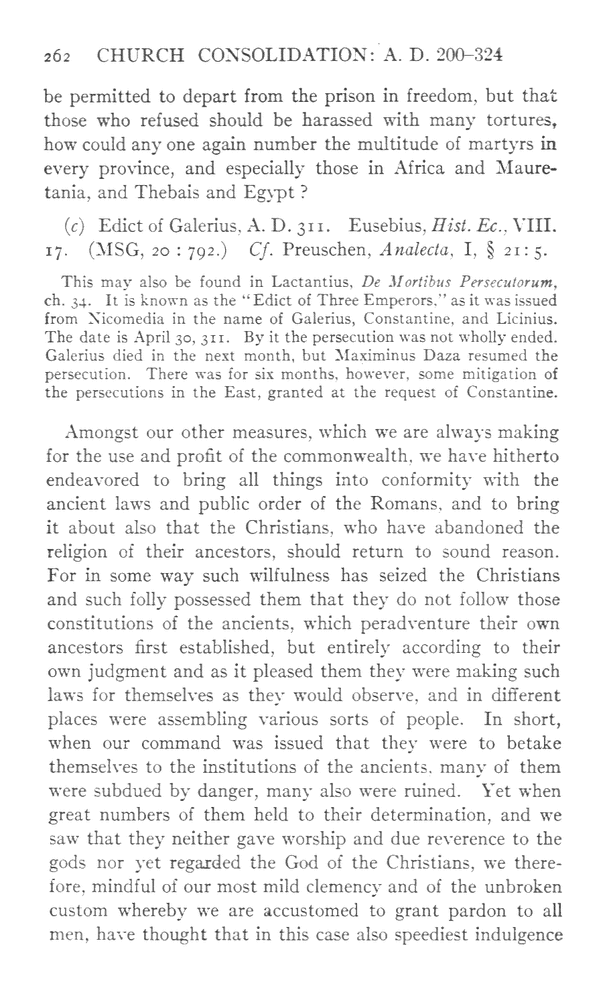 262 CHURCH CONSOLIDATION: A. D. 200–324
be permitted to depart from the prison in freedom, but that
those who refused should be harassed with many tortures,
how could any one again number the multitude of martyrs in
every province, and especially those in Africa and Maure-
tania, and Thebais and Egypt ?
(c) Edict of Galerius, A. D. 311. Eusebius, Hist. Ec., VIII.
17. (MSG, 20 : 792.) Cf. Preuschen, Analecta, I, § 21 : 5.
This may also be found in Lactantius, De Mortibus Persecutorum,
ch. 34. It is known as the “Edict of Three Emperors,” as it was issued
from Nicomedia in the name of Galerius, Constantine, and Licinius.
The date is April 30, 311. By it the persecution was not wholly ended.
Galerius died in the next month, but Maximinus Daza resumed the
persecution. There was for six months, however, some mitigation of
the persecutions in the East, granted at the request of Constantine.
Amongst our other measures, which we are always making
for the use and profit of the commonwealth, we have hitherto
endeavored to bring all things into conformity with the
ancient laws and public order of the Romans, and to bring
it about also that the Christians, who have abandoned the
religion of their ancestors, should return to sound reason.
For in some way such wilfulness has seized the Christians
and such folly possessed them that they do not follow those
constitutions of the ancients, which peradventure their own
ancestors first established, but entirely according to their
own judgment and as it pleased them they were making such
laws for themselves as they would observe, and in different
places were assembling various sorts of people. In short,
when our command was issued that they were to betake
themselves to the institutions of the ancients, many of them
were subdued by danger, many also were ruined. Yet when
great numbers of them held to their determination, and we
saw that they neither gave worship and due reverence to the
gods nor yet regarded the God of the Christians, we there-
fore, mindful of our most mild clemency and of the unbroken
custom whereby we are accustomed to grant pardon to all
men, have thought that in this case also speediest indulgence